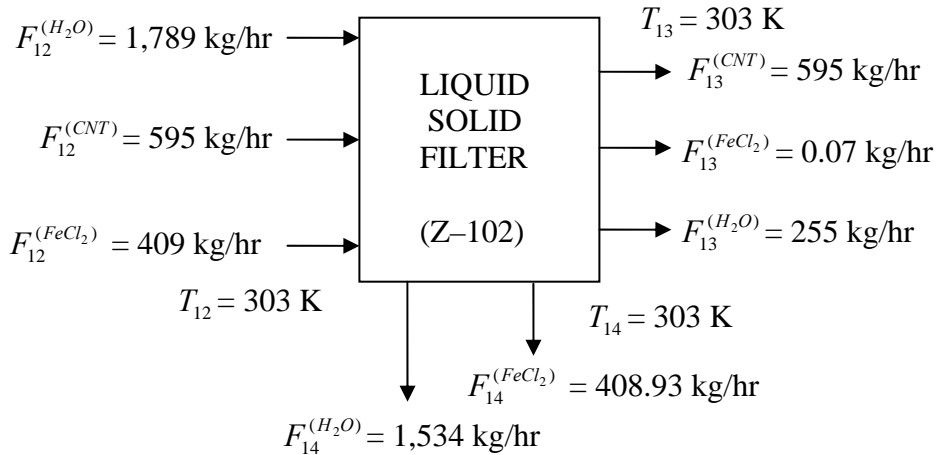 F₁₂^(H₂O) = 1,789 kg/hr
F₁₂^(CNT) = 595 kg/hr
F₁₂^(FeCl₂) = 409 kg/hr
T₁₂ = 303 K
LIQUID
SOLID
FILTER
(Z–102)
T₁₃ = 303 K
F₁₃^(CNT) = 595 kg/hr
F₁₃^(FeCl₂) = 0.07 kg/hr
F₁₃^(H₂O) = 255 kg/hr
T₁₄ = 303 K
F₁₄^(FeCl₂) = 408.93 kg/hr
F₁₄^(H₂O) = 1,534 kg/hr